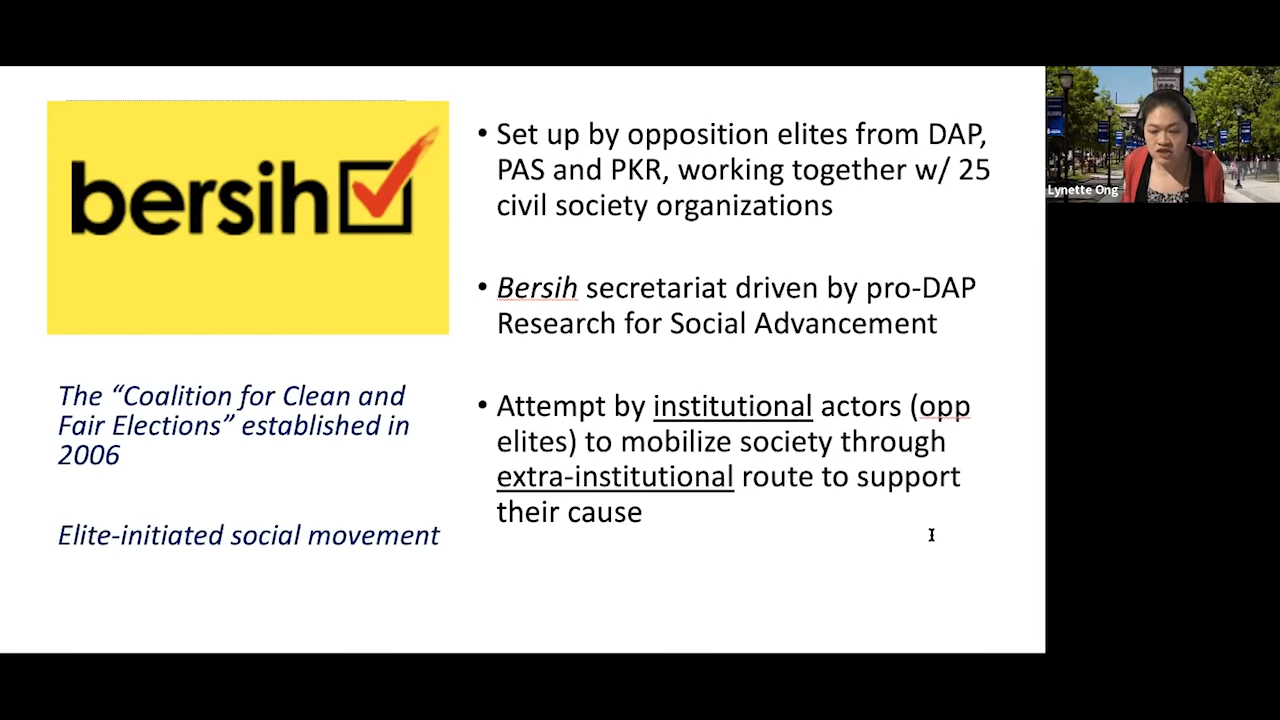 bersih
The “Coalition for Clean and
Fair Elections” established in
2006
Elite-initiated social movement
• Set up by opposition elites from DAP,
PAS and PKR, working together w/ 25
civil society organizations
• Bersih secretariat driven by pro-DAP
Research for Social Advancement
• Attempt by institutional actors (opp
elites) to mobilize society through
extra-institutional route to support
their cause
Lynette Ong